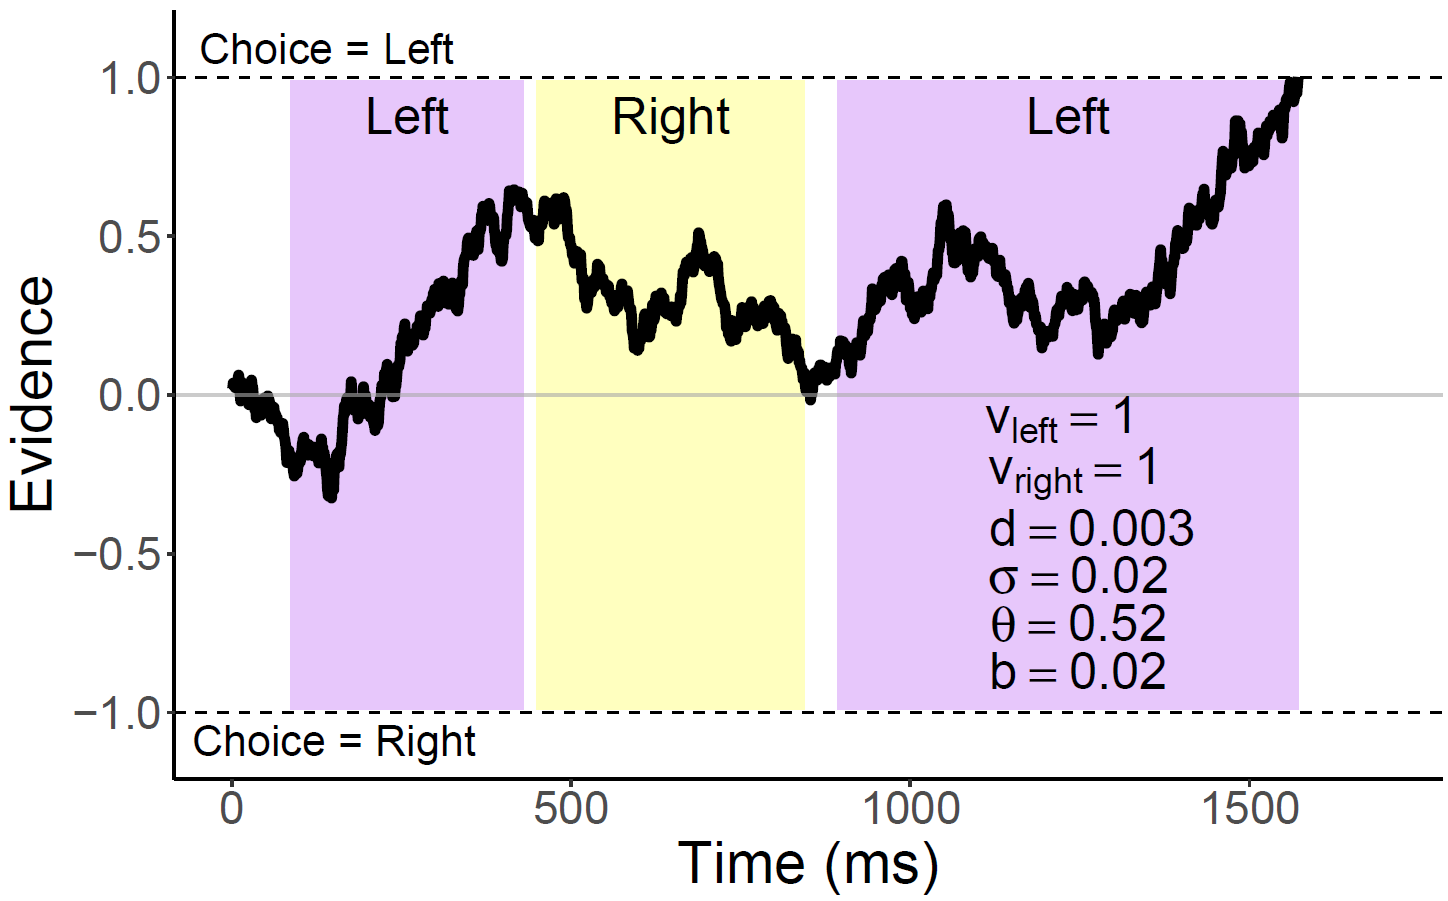 Choice = Left
1.0
Left
Right
Left
0.5
0.0
−0.5
−1.0
Evidence
v_left = 1
v_right = 1
d = 0.003
σ = 0.02
θ = 0.52
b = 0.02
Choice = Right
0
500
1000
1500
Time (ms)